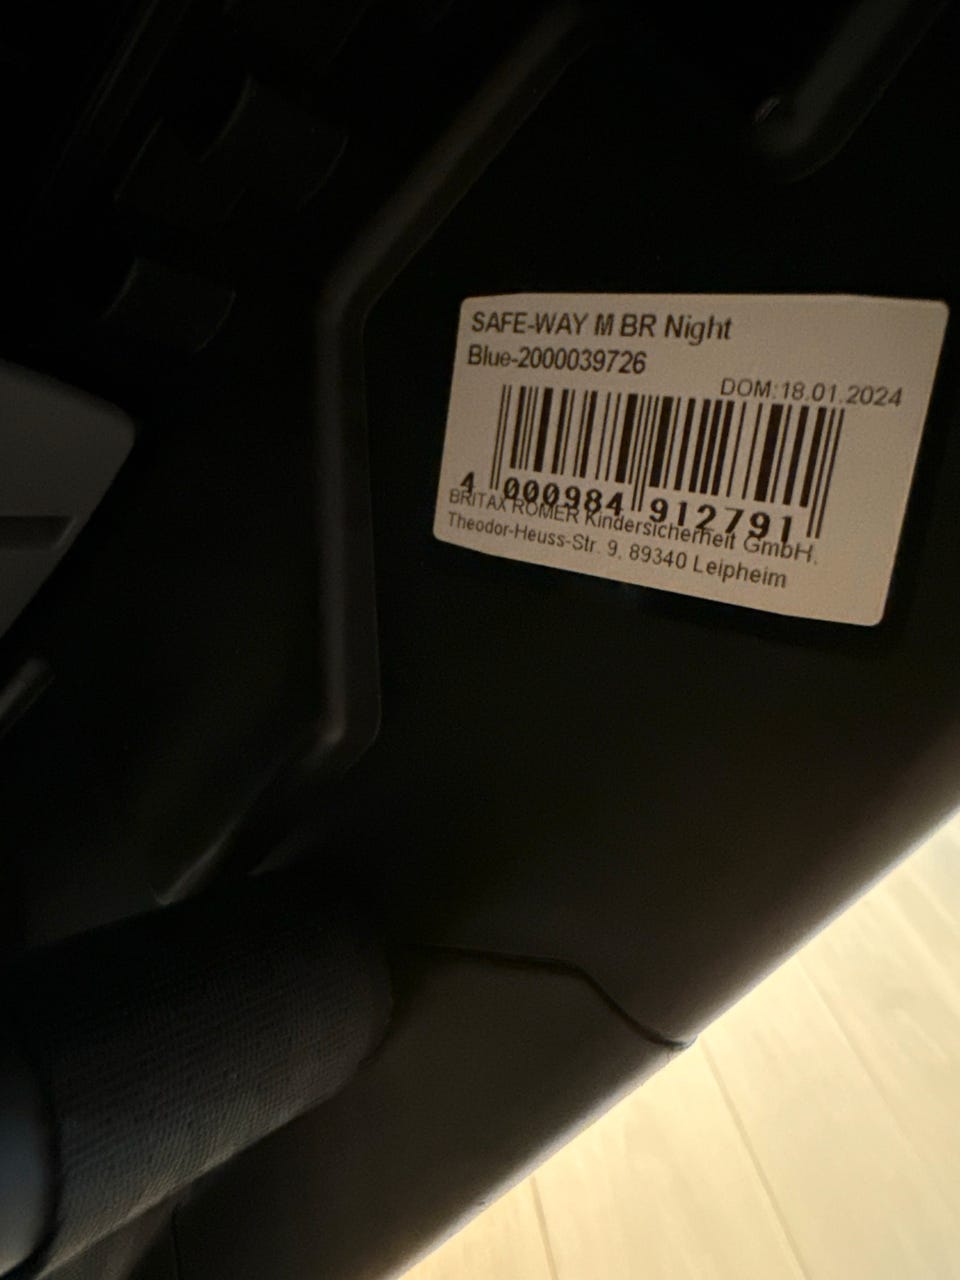 SAFE-WAY M BR Night
Blue-2000039726
DOM:18.01.2024
4 000984 912791
BRITAX RÖMER Kindersicherheit GmbH.
Theodor-Heuss-Str. 9, 89340 Leipheim